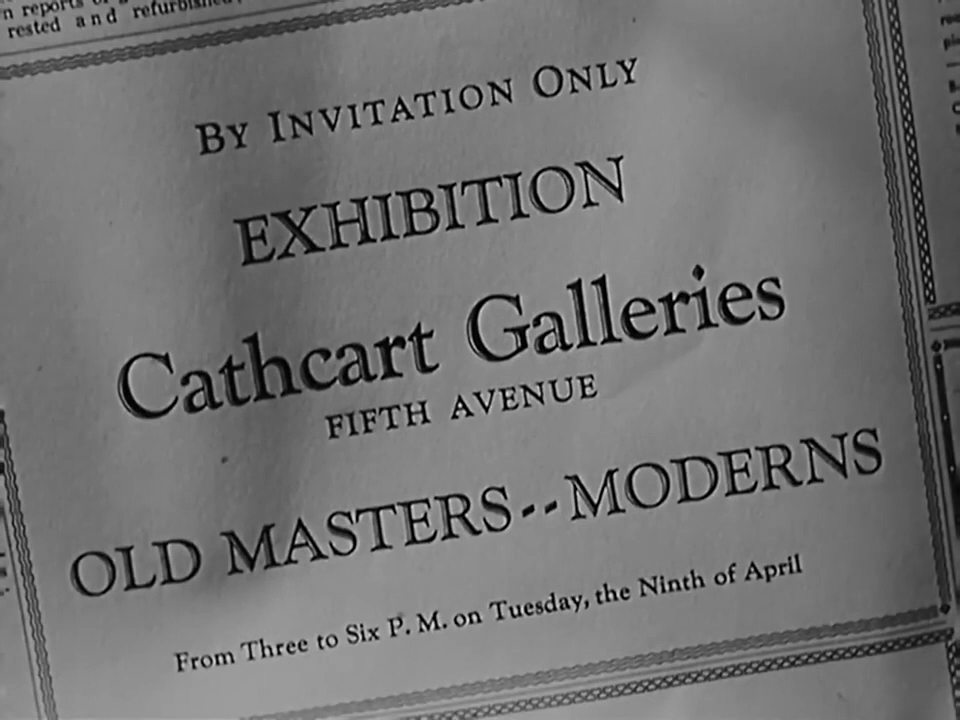 reports
rested and refurbished,
BY INVITATION ONLY
EXHIBITION
Cathcart Galleries
FIFTH AVENUE
OLD MASTERS--MODERNS
From Three to Six P. M. on Tuesday, the Ninth of April